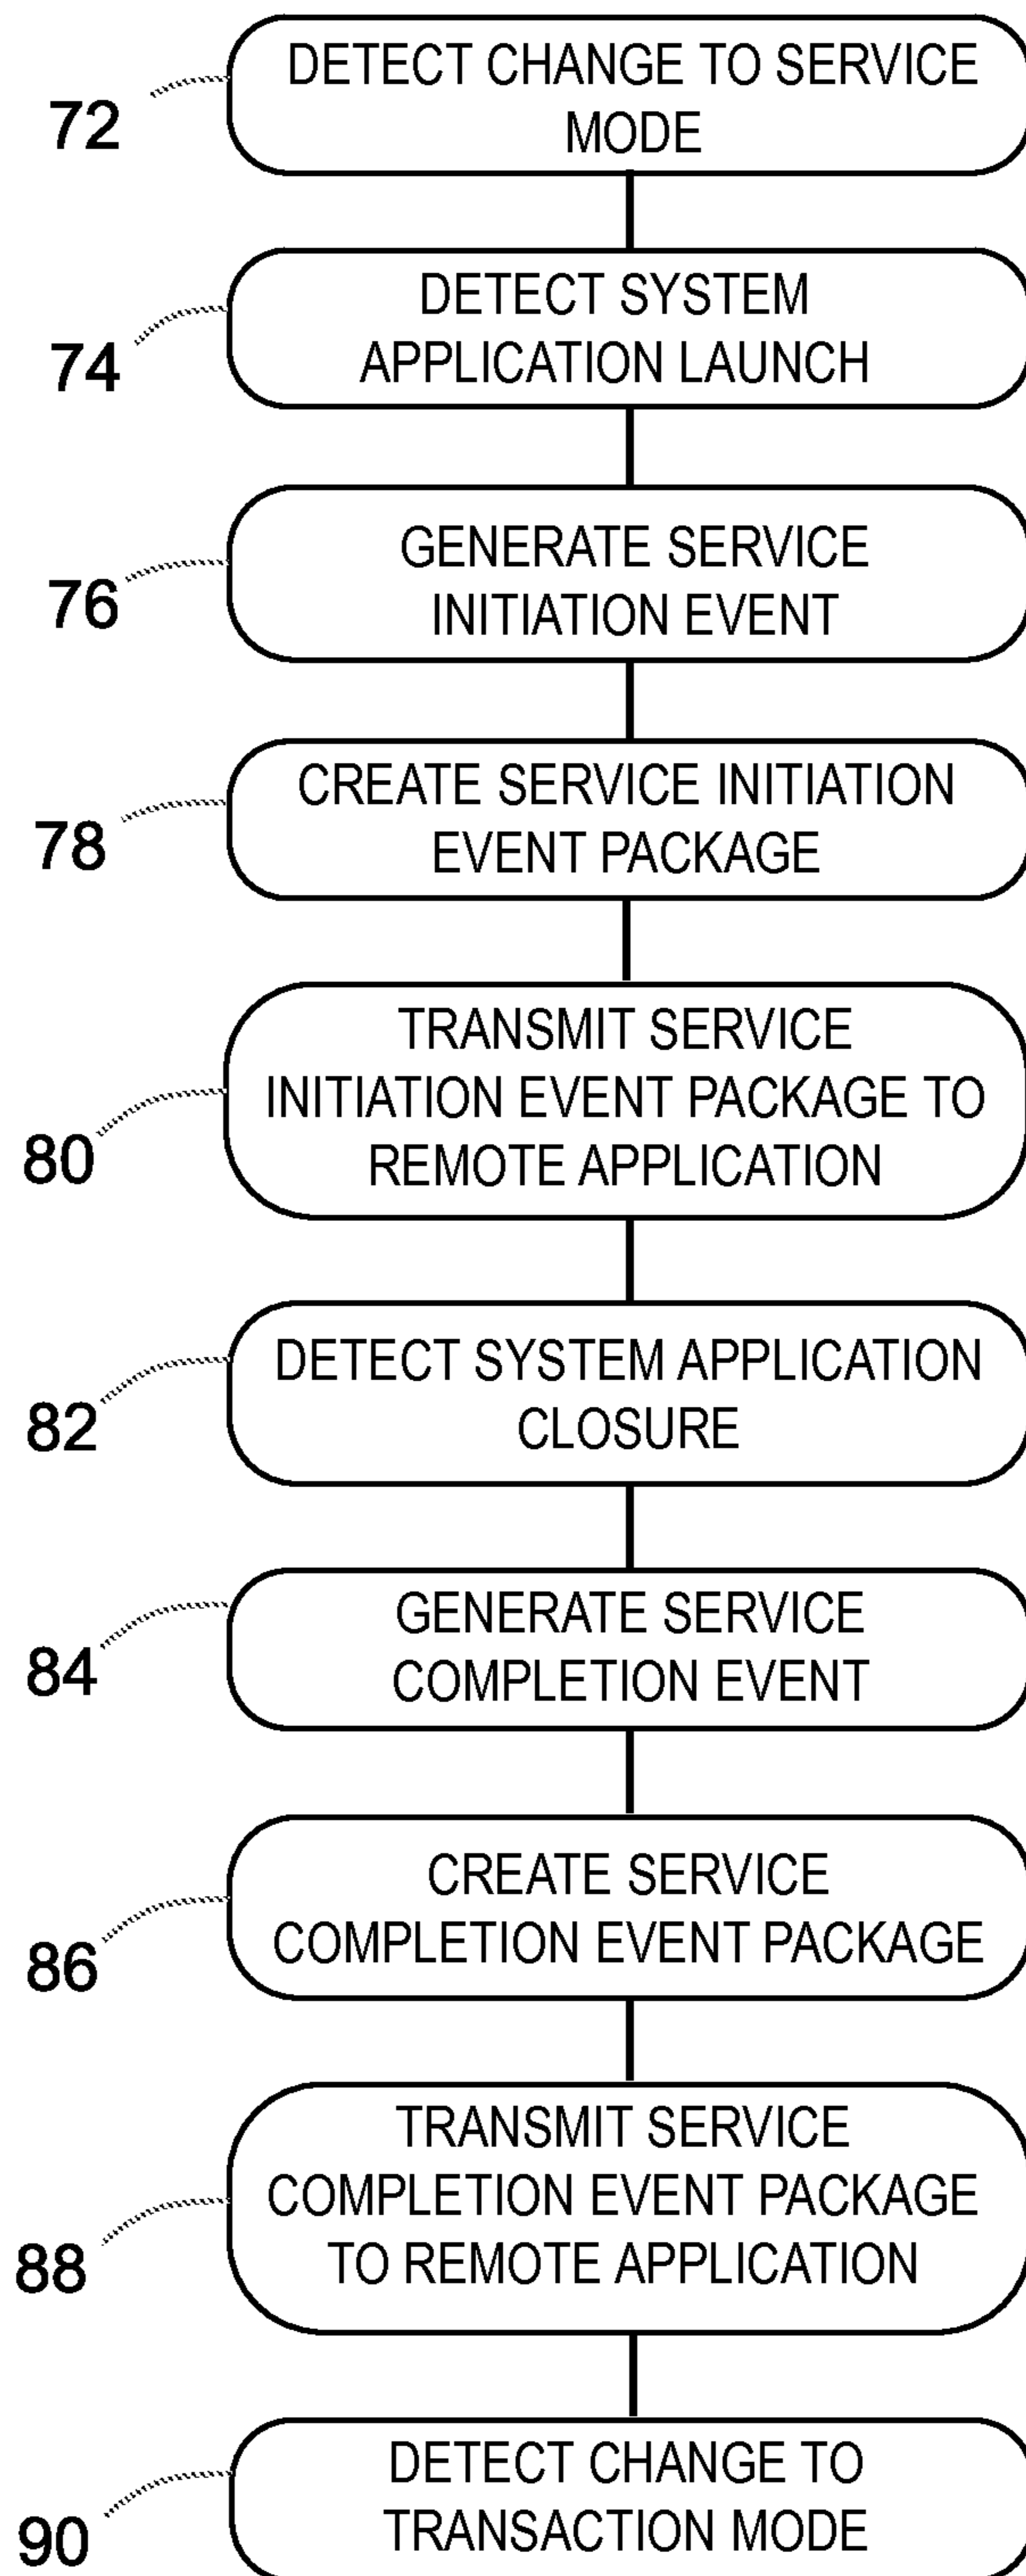 DETECT CHANGE TO SERVICE
MODE
72
DETECT SYSTEM
APPLICATION LAUNCH
74
GENERATE SERVICE
INITIATION EVENT
76
CREATE SERVICE INITIATION
EVENT PACKAGE
78
TRANSMIT SERVICE
INITIATION EVENT PACKAGE TO
REMOTE APPLICATION
80
DETECT SYSTEM APPLICATION
CLOSURE
82
GENERATE SERVICE
COMPLETION EVENT
84
CREATE SERVICE
COMPLETION EVENT PACKAGE
86
TRANSMIT SERVICE
COMPLETION EVENT PACKAGE
TO REMOTE APPLICATION
88
DETECT CHANGE TO
TRANSACTION MODE
90